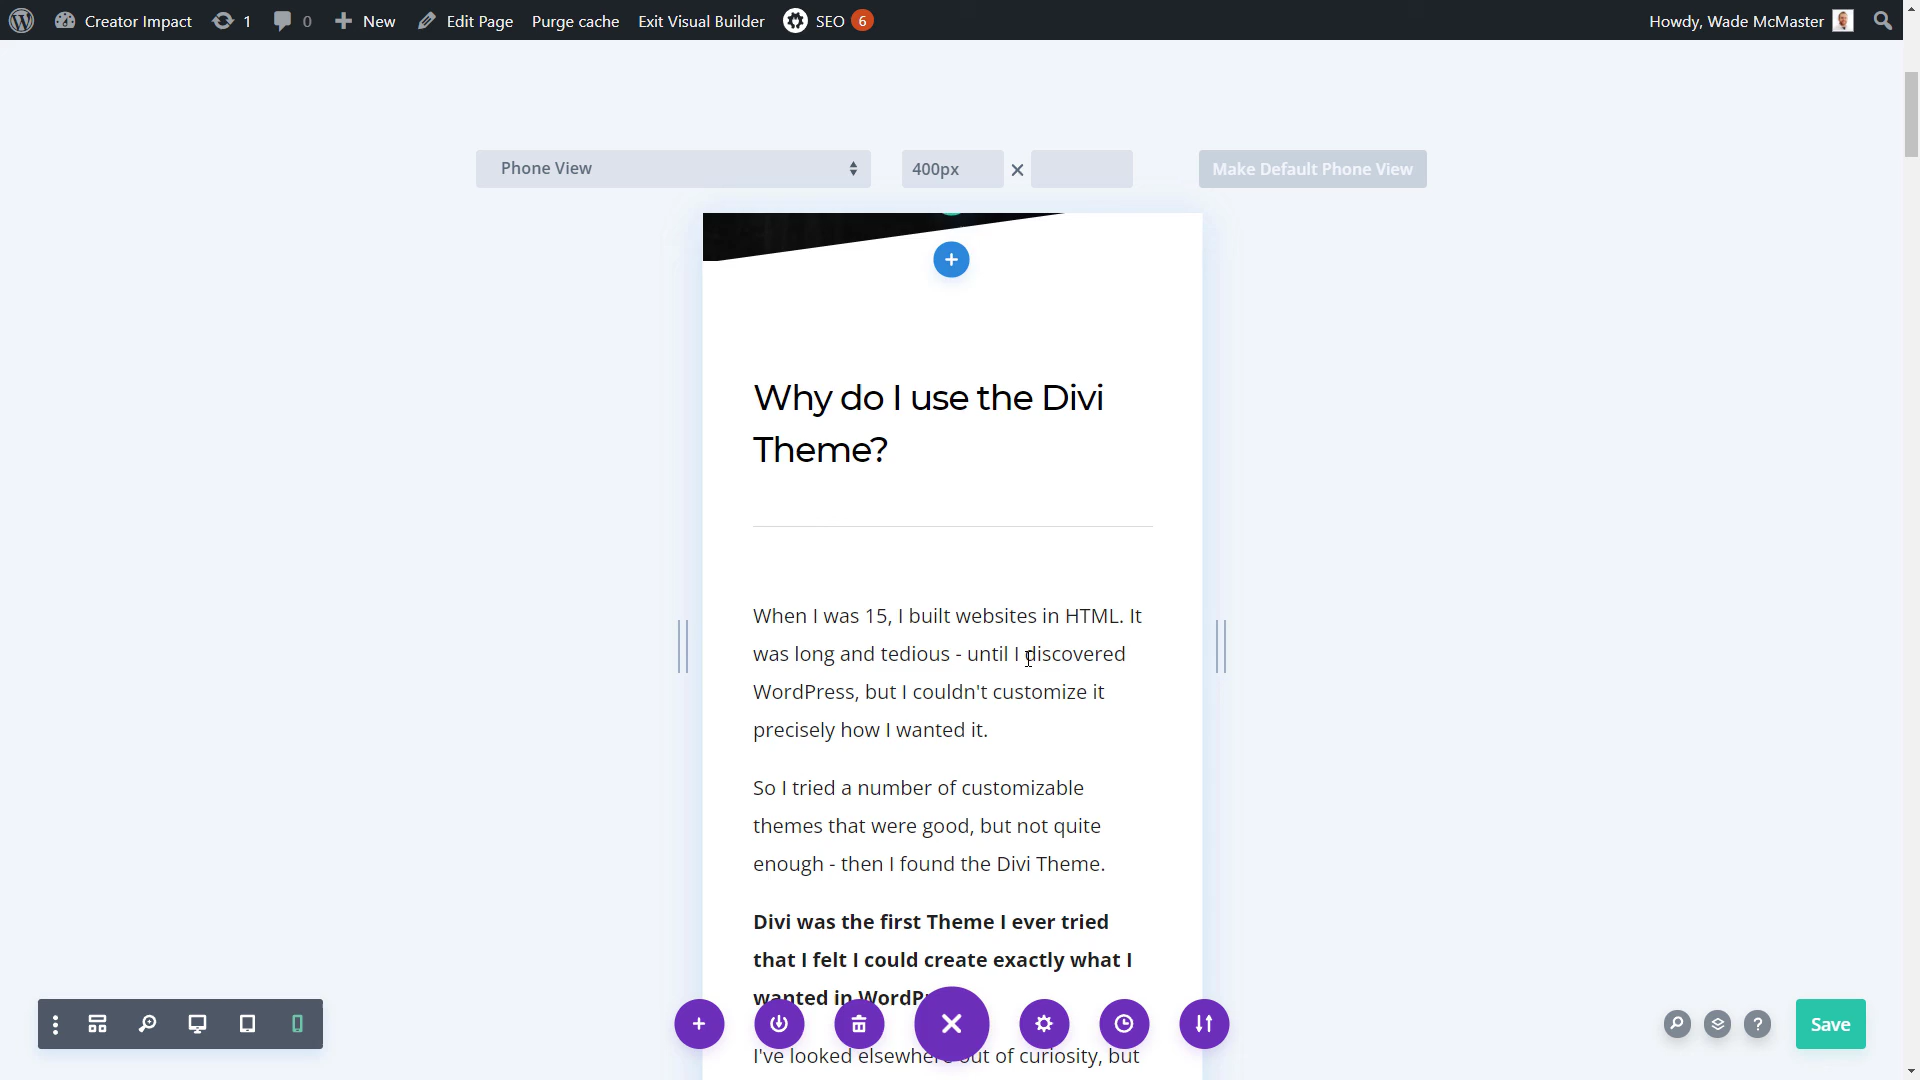 Creator Impact 1 0 New Edit Page Purge cache Exit Visual Builder SEO 6 Howdy, Wade McMaster
Phone View 400px Make Default Phone View
Why do I use the Divi
Theme?
When I was 15, I built websites in HTML. It
was long and tedious - until I discovered
WordPress, but I couldn't customize it
precisely how I wanted it.
So I tried a number of customizable
themes that were good, but not quite
enough - then I found the Divi Theme.
Divi was the first Theme I ever tried
that I felt I could create exactly what I
wanted in
Save
I've looked elsewhere out of curiosity, but